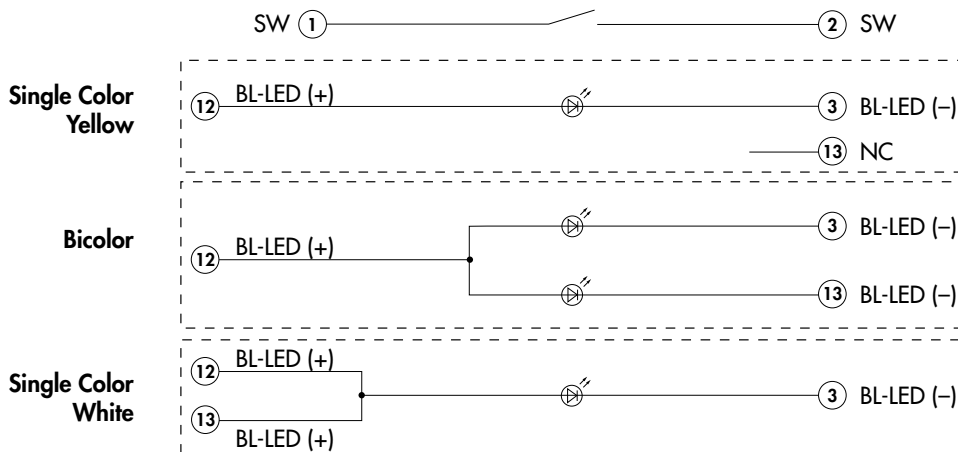 SW 1 2 SW
Single Color
Yellow
12 BL-LED (+) 3 BL-LED (–)
13 NC
Bicolor
12 BL-LED (+)
3 BL-LED (–)
13 BL-LED (–)
Single Color
White
12 BL-LED (+)
3 BL-LED (–)
13 BL-LED (+)